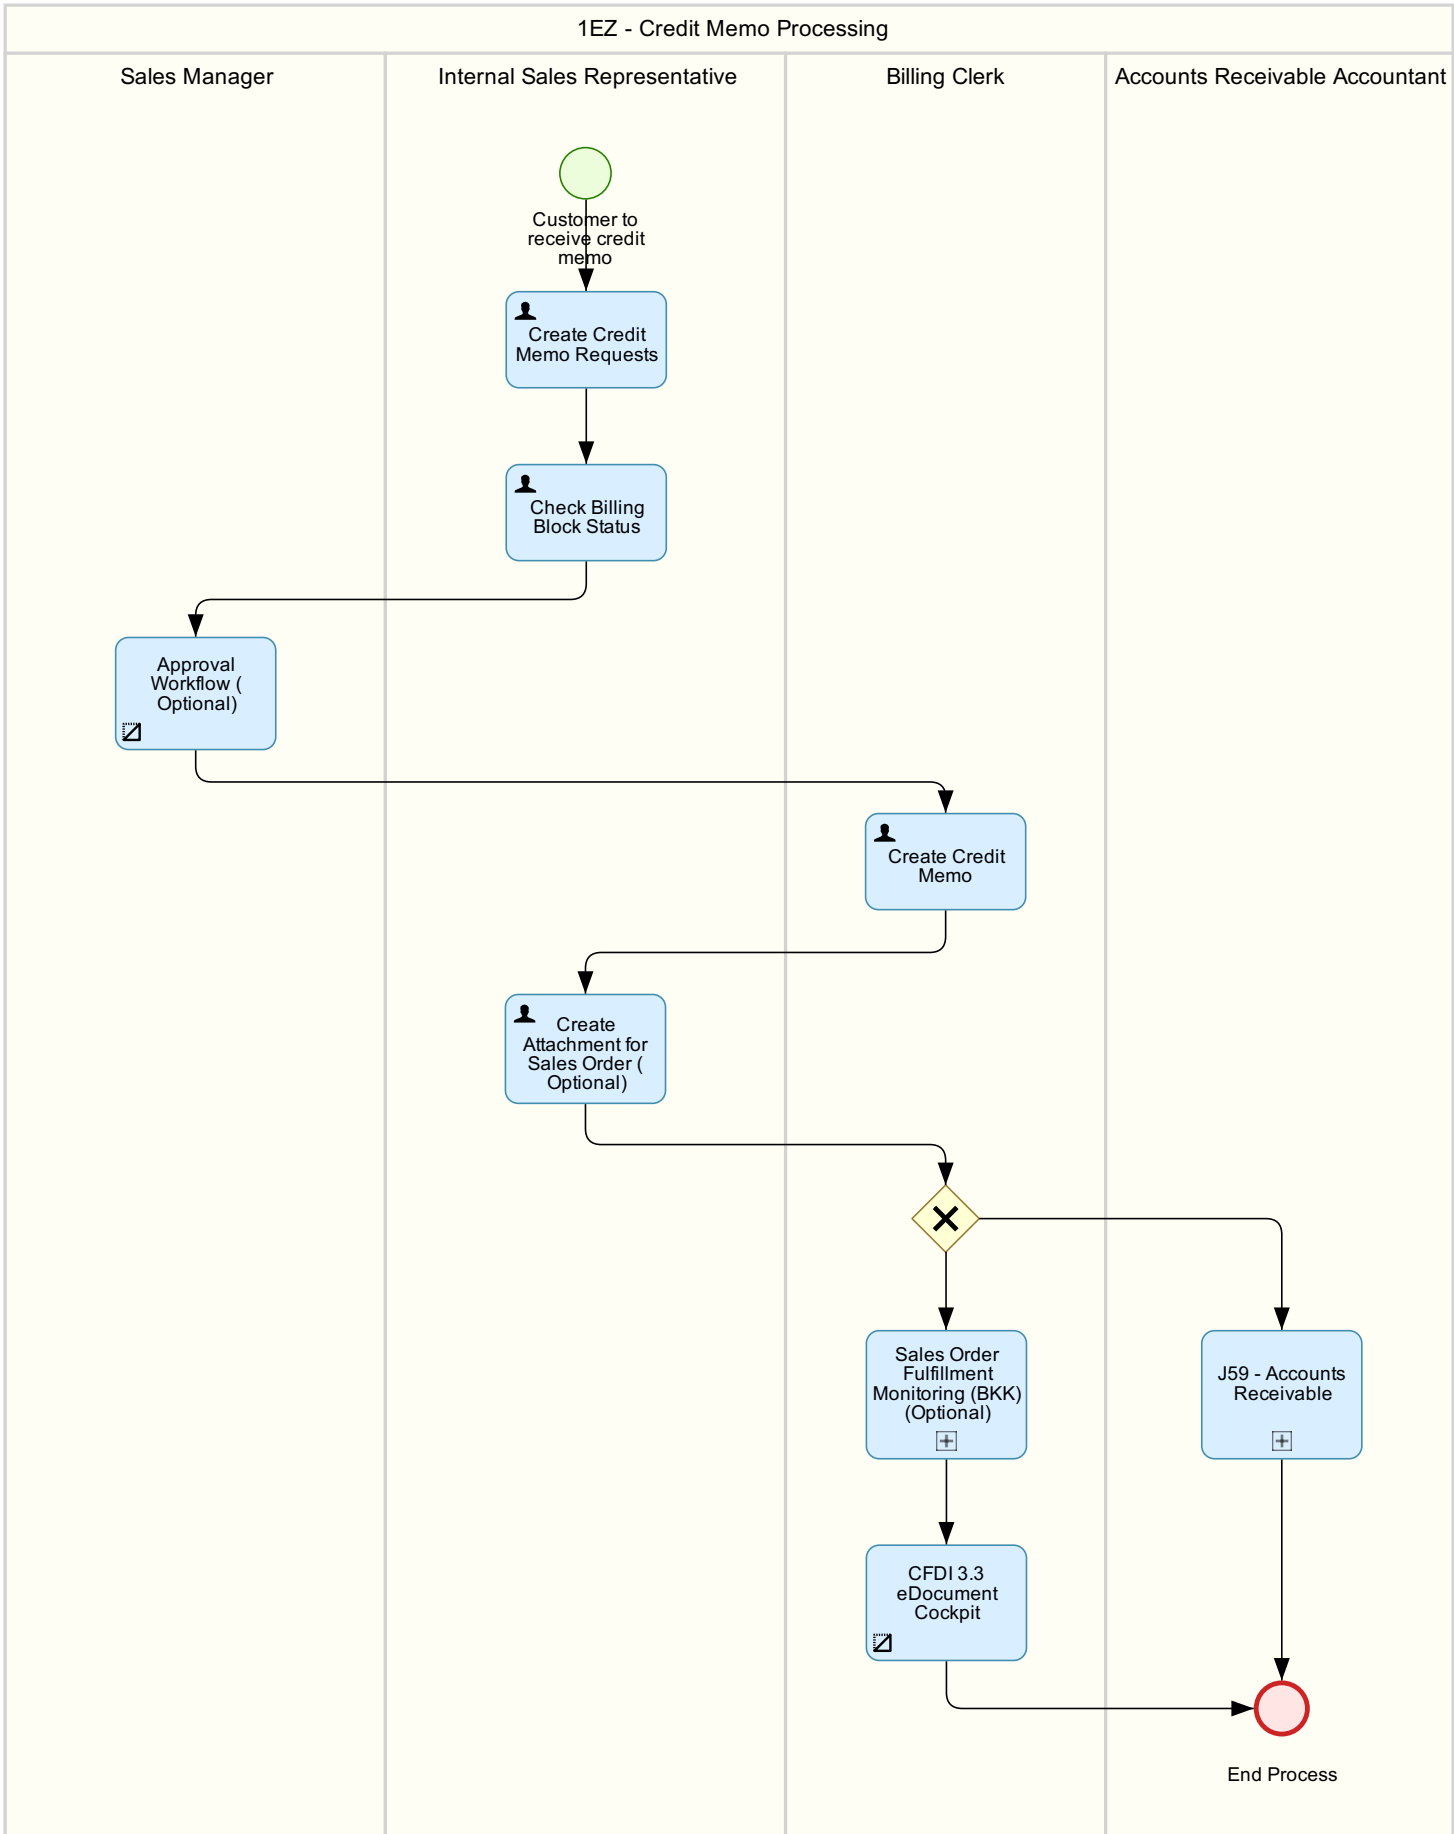 1EZ - Credit Memo Processing
Sales Manager
Internal Sales Representative
Billing Clerk
Accounts Receivable Accountant
Customer to
receive credit
memo
Create Credit
Memo Requests
Check Billing
Block Status
Approval
Workflow (
Optional)
Create Credit
Memo
Create
Attachment for
Sales Order (
Optional)
Sales Order
Fulfillment
Monitoring (BKK)
(Optional)
J59 - Accounts
Receivable
CFDI 3.3
eDocument
Cockpit
End Process